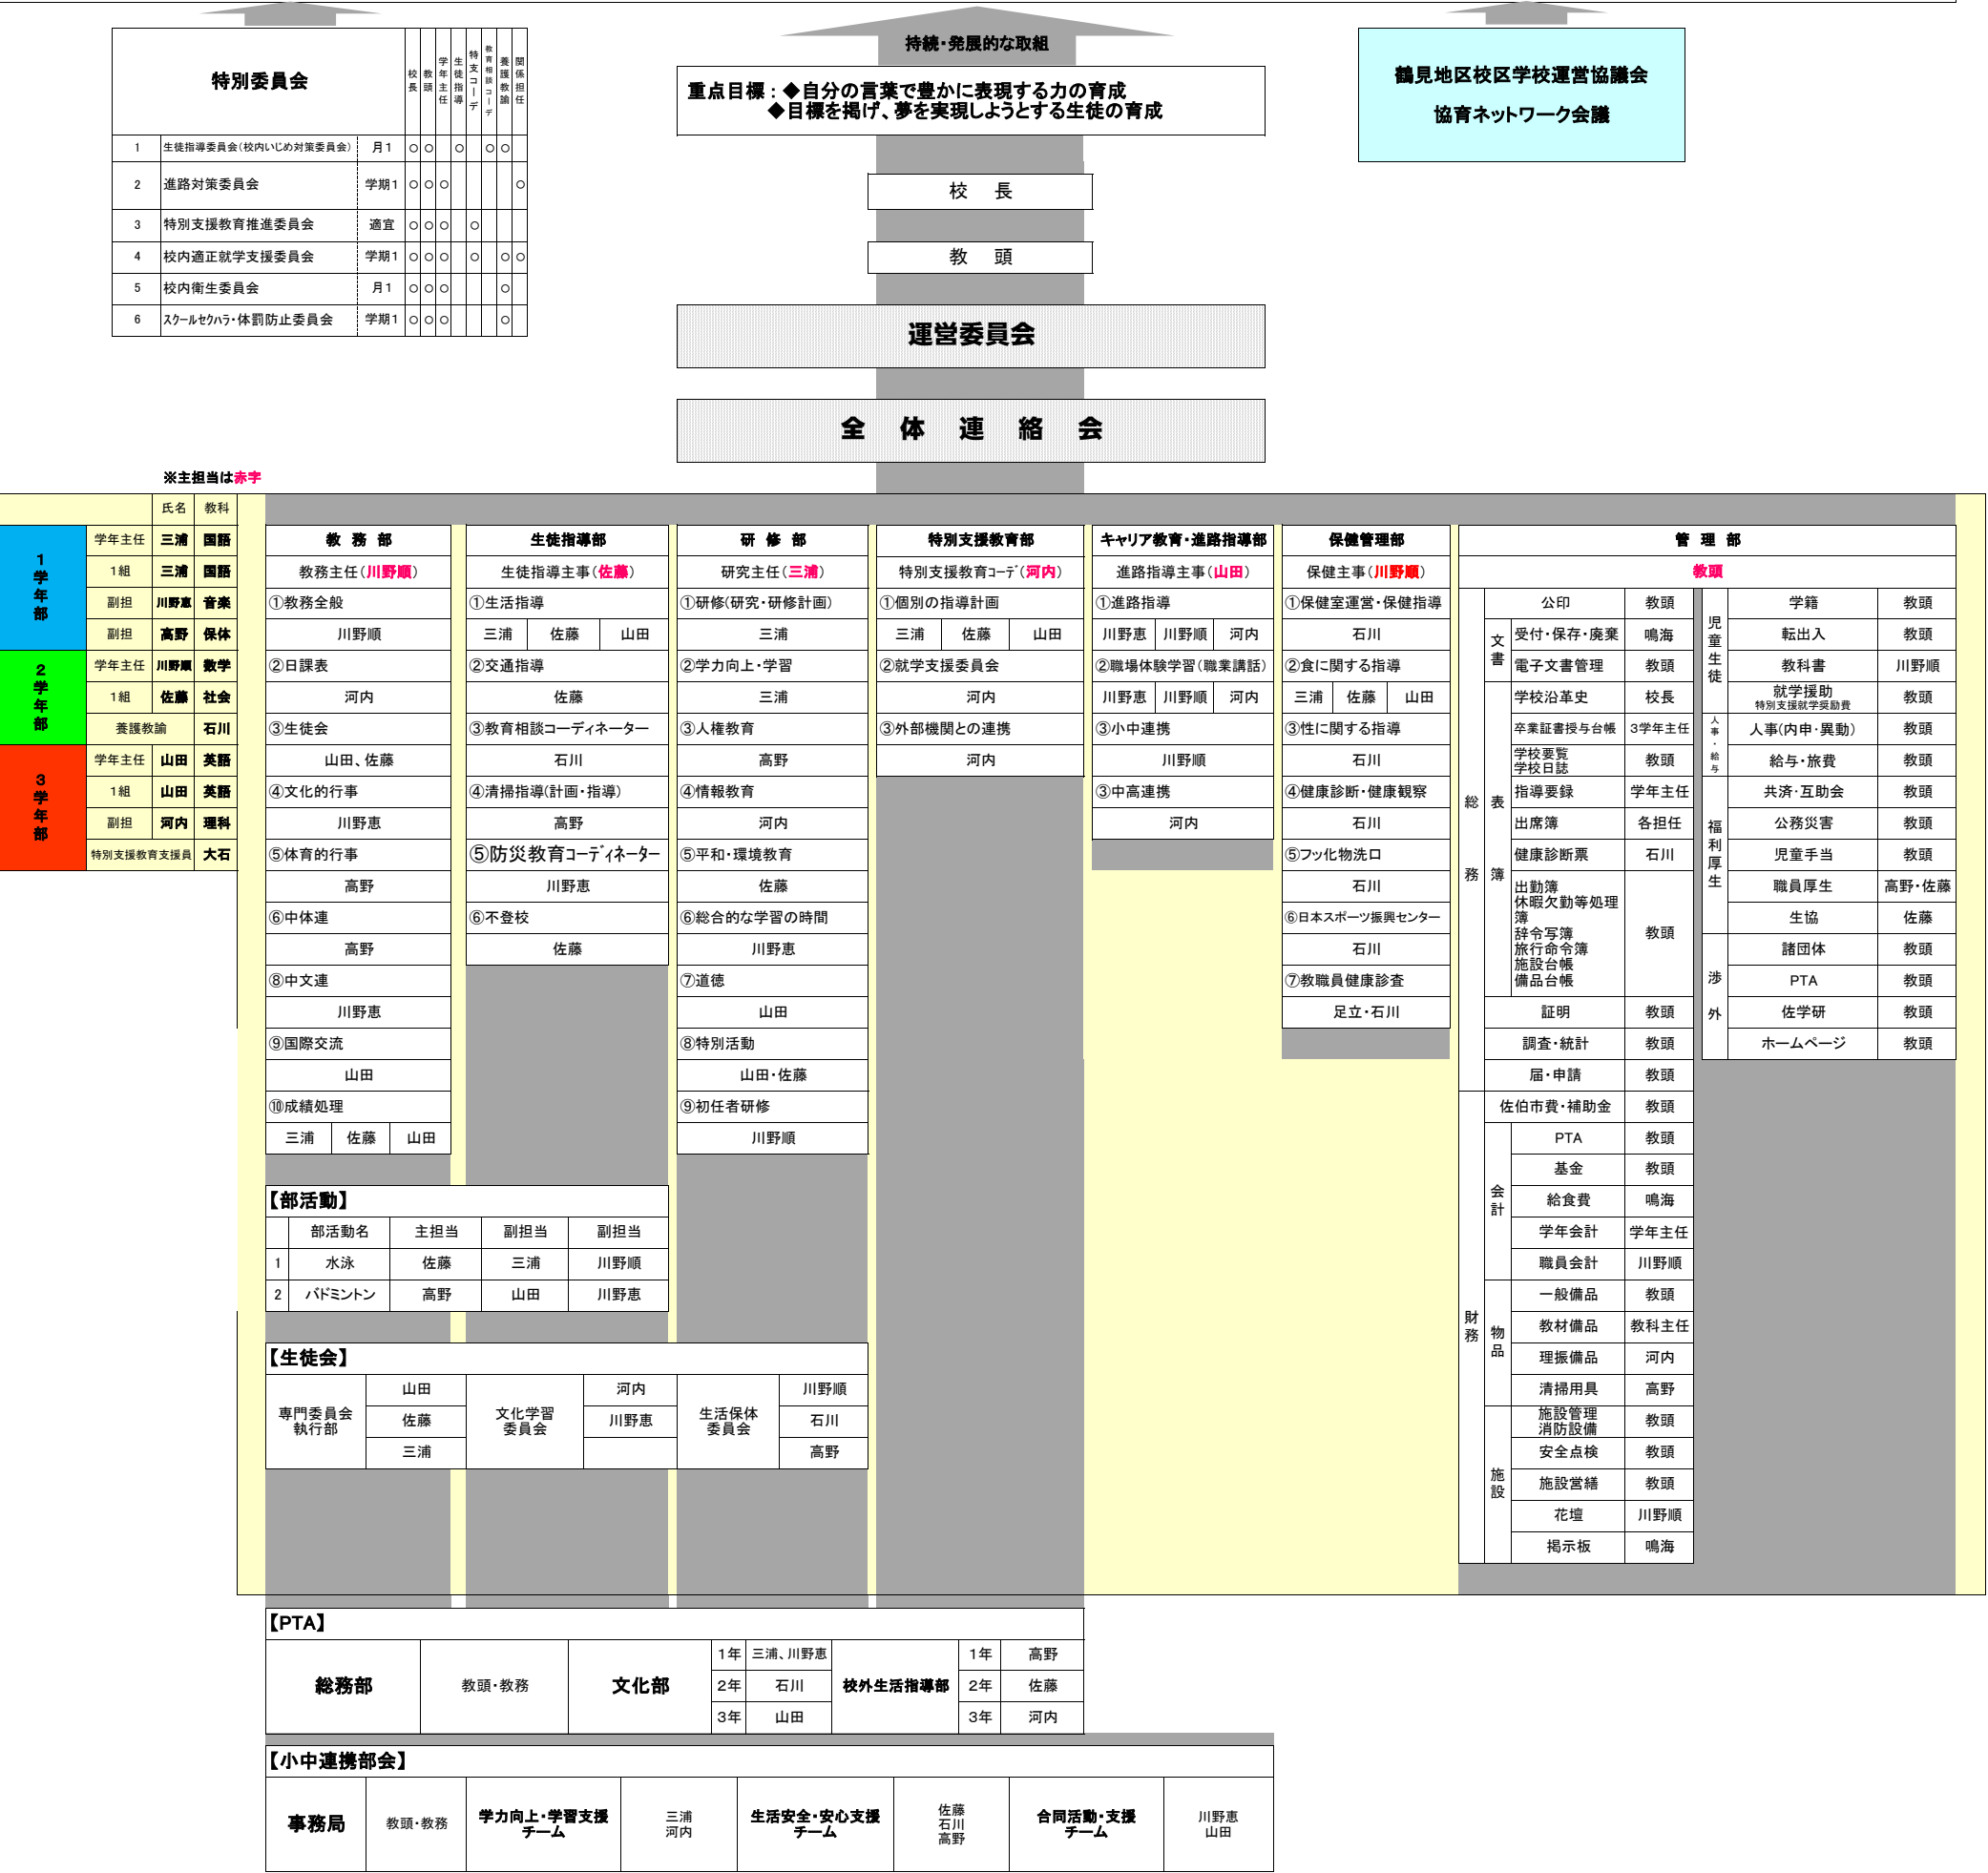 持続・発展的な取組
特別委員会 校長 教頭 学年主任 生徒指導 特支コーデ 教育相談コーデ 養護教諭 関係担任
1 生徒指導委員会（校内いじめ対策委員会） 月1 ○ ○ ○ ○ ○
2 進路対策委員会 学期1 ○ ○ ○ ○
3 特別支援教育推進委員会 適宜 ○ ○ ○ ○
4 校内適正就学支援委員会 学期1 ○ ○ ○ ○ ○ ○
5 校内衛生委員会 月1 ○ ○ ○ ○
6 スクールセクハラ・体罰防止委員会 学期1 ○ ○ ○ ○
重点目標：◆自分の言葉で豊かに表現する力の育成
◆目標を掲げ、夢を実現しようとする生徒の育成
鶴見地区校区学校運営協議会
協育ネットワーク会議
校 長
教 頭
運営委員会
全 体 連 絡 会
※主担当は赤字
氏名 教科
1学年部
学年主任 三浦 国語
1組 三浦 国語
副担 川野恵 音楽
副担 高野 保体
2学年部
学年主任 川野順 数学
1組 佐藤 社会
養護教諭 石川
3学年部
学年主任 山田 英語
1組 山田 英語
副担 河内 理科
特別支援教育支援員 大石
教 務 部
教務主任（川野順）
①教務全般
川野順
②日課表
河内
③生徒会
山田、佐藤
④文化的行事
川野恵
⑤体育的行事
高野
⑥中体連
高野
⑧中文連
川野恵
⑨国際交流
山田
⑩成績処理
三浦 佐藤 山田
生徒指導部
生徒指導主事（佐藤）
①生活指導
三浦 佐藤 山田
②交通指導
佐藤
③教育相談コーディネーター
石川
④清掃指導（計画・指導）
高野
⑤防災教育コーディネーター
川野恵
⑥不登校
佐藤
研 修 部
研究主任（三浦）
①研修（研究・研修計画）
三浦
②学力向上・学習
三浦
③人権教育
高野
④情報教育
河内
⑤平和・環境教育
佐藤
⑥総合的な学習の時間
川野恵
⑦道徳
山田
⑧特別活動
山田・佐藤
⑨初任者研修
川野順
特別支援教育部
特別支援教育コーデ（河内）
①個別の指導計画
三浦 佐藤 山田
②就学支援委員会
河内
③外部機関との連携
河内
キャリア教育・進路指導部
進路指導主事（山田）
①進路指導
川野恵 川野順 河内
②職場体験学習（職業講話）
川野恵 川野順 河内
③小中連携
川野順
③中高連携
河内
保健管理部
保健主事（川野順）
①保健室運営・保健指導
石川
②食に関する指導
三浦 佐藤 山田
③性に関する指導
石川
④健康診断・健康観察
石川
⑤フッ化物洗口
石川
⑥日本スポーツ振興センター
石川
⑦教職員健康診査
足立・石川
管 理 部
教頭
総 務
公印 教頭
文書
受付・保存・廃棄 鳴海
電子文書管理 教頭
表 簿
学校沿革史 校長
卒業証書授与台帳 3学年主任
学校要覧
学校日誌
教頭
指導要録 学年主任
出席簿 各担任
健康診断票 石川
出勤簿
休暇欠勤等処理
簿
辞令写簿
旅行命令簿
施設台帳
備品台帳
教頭
証明 教頭
調査・統計 教頭
届・申請 教頭
財務
佐伯市費・補助金 教頭
会計
PTA 教頭
基金 教頭
給食費 鳴海
学年会計 学年主任
職員会計 川野順
物品
一般備品 教頭
教材備品 教科主任
理振備品 河内
清掃用具 高野
施設
施設管理
消防設備
教頭
安全点検 教頭
施設営繕 教頭
花壇 川野順
掲示板 鳴海
児童生徒
学籍 教頭
転出入 教頭
教科書 川野順
就学援助
特別支援就学奨励費
教頭
人事・給与
人事(内申・異動) 教頭
給与・旅費 教頭
福利厚生
共済・互助会 教頭
公務災害 教頭
児童手当 教頭
職員厚生 高野・佐藤
生協 佐藤
渉 外
諸団体 教頭
PTA 教頭
佐学研 教頭
ホームページ 教頭
【部活動】
部活動名 主担当 副担当 副担当
1 水泳 佐藤 三浦 川野順
2 バドミントン 高野 山田 川野恵
【生徒会】
専門委員会
執行部
山田
佐藤
三浦
文化学習
委員会
河内
川野恵
生活保体
委員会
川野順
石川
高野
【PTA】
総務部 教頭・教務
文化部
1年 三浦、川野恵
2年 石川
3年 山田
校外生活指導部
1年 高野
2年 佐藤
3年 河内
【小中連携部会】
事務局 教頭・教務
学力向上・学習支援
チーム
三浦
河内
生活安全・安心支援
チーム
佐藤
石川
高野
合同活動・支援
チーム
川野恵
山田